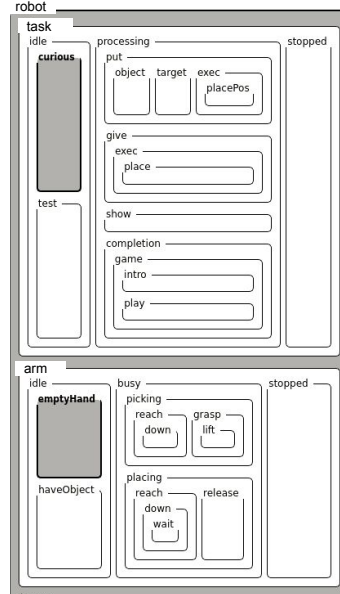 robot
task
idle processing stopped
curious
put
object target exec
placePos
give
exec
place
test
show
completion
game
intro
play
arm
idle busy stopped
emptyHand
picking
reach grasp
down lift
placing
haveObject
reach release
down
wait